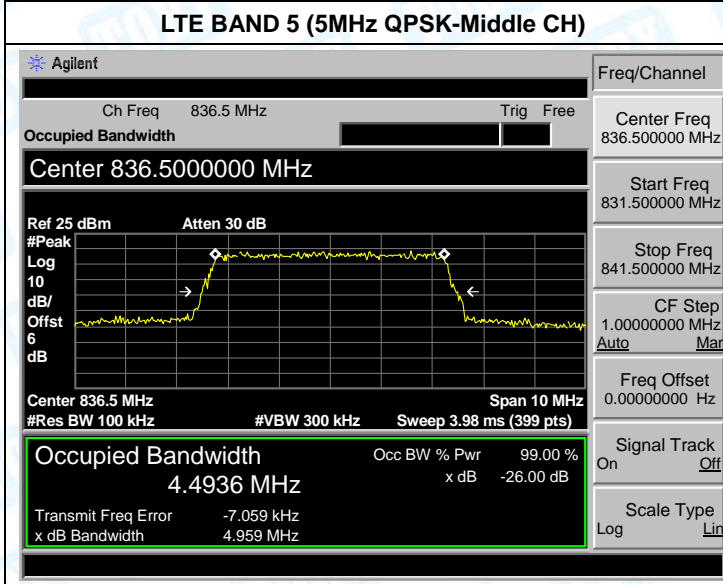 LTE BAND 5 (5MHz QPSK-Middle CH)
Agilent
Ch Freq 836.5 MHz Trig Free
Occupied Bandwidth
Center 836.5000000 MHz
Ref 25 dBm Atten 30 dB
#Peak
Log
10
dB/
Offst
6
dB
Center 836.5 MHz Span 10 MHz
#Res BW 100 kHz #VBW 300 kHz Sweep 3.98 ms (399 pts)
Occupied Bandwidth Occ BW % Pwr 99.00 %
4.4936 MHz x dB -26.00 dB
Transmit Freq Error -7.059 kHz
x dB Bandwidth 4.959 MHz
Freq/Channel
Center Freq
836.500000 MHz
Start Freq
831.500000 MHz
Stop Freq
841.500000 MHz
CF Step
1.00000000 MHz
Auto Man
Freq Offset
0.00000000 Hz
Signal Track
On Off
Scale Type
Log Lin